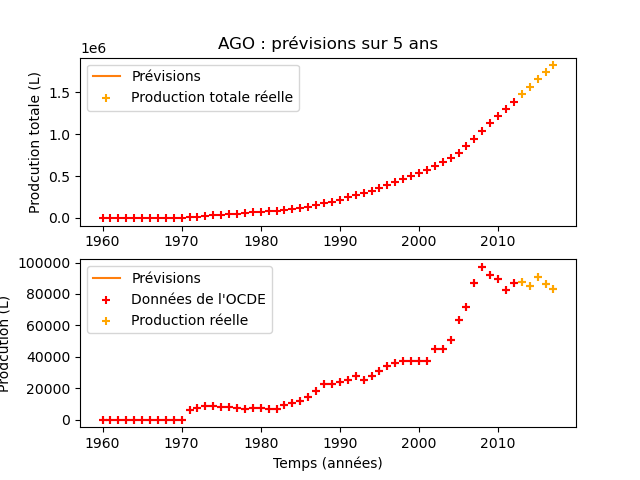 AGO : prévisions sur 5 ans
1e6
Prodcution totale (L)
1.5
1.0
0.5
0.0
Prévisions
Production totale réelle
1960 1970 1980 1990 2000 2010
Prodcution (L)
100000
80000
60000
40000
20000
0
Prévisions
Données de l'OCDE
Production réelle
1960 1970 1980 1990 2000 2010
Temps (années)